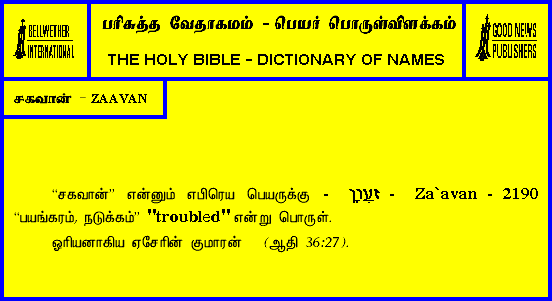 BELLWETHER
INTERNATIONAL
பரிசுத்த வேதாகமம் - பெயர் பொருள்விளக்கம்
THE HOLY BIBLE - DICTIONARY OF NAMES
GOOD NEWS
PUBLISHERS
சகவான் - ZAAVAN
“சகவான்” என்னும் எபிரெய பெயருக்கு - זַעֲוָן - Za`avan - 2190
“பயங்கரம், நடுக்கம்” "troubled" என்று பொருள்.
ஓரியனாகிய ஏசேரின் குமாரன் (ஆதி 36:27).